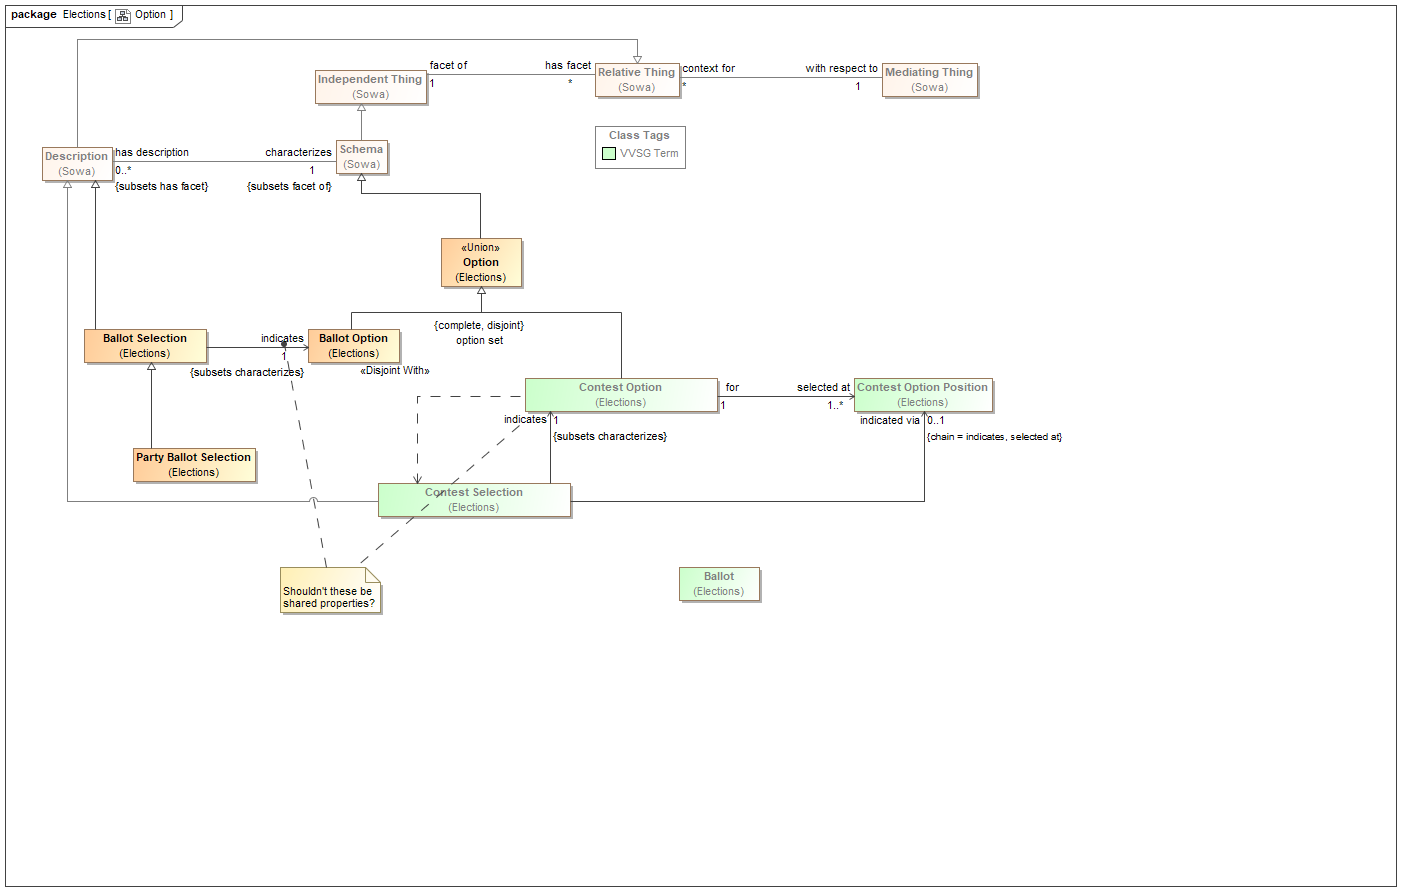 package Elections [ Option ]
facet of
has facet
1
*
Independent Thing
(Sowa)
Relative Thing
(Sowa)
context for
*
with respect to
1
Mediating Thing
(Sowa)
Class Tags
VVSG Term
Description
(Sowa)
has description
0..*
{subsets has facet}
characterizes
1
{subsets facet of}
Schema
(Sowa)
«Union»
Option
(Elections)
{complete, disjoint}
option set
Ballot Selection
(Elections)
indicates
1
{subsets characterizes}
Ballot Option
(Elections)
«Disjoint With»
Contest Option
(Elections)
for
1
selected at
1..*
Contest Option Position
(Elections)
indicates
1
{subsets characterizes}
indicated via
0..1
{chain = indicates, selected at}
Party Ballot Selection
(Elections)
Contest Selection
(Elections)
Shouldn't these be
shared properties?
Ballot
(Elections)